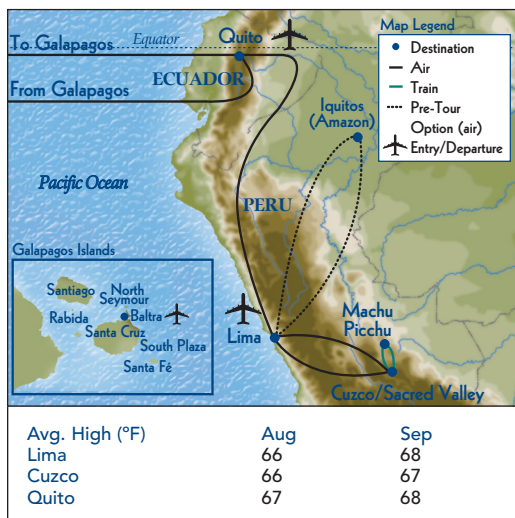 Map Legend
Destination
Air
Train
Pre-Tour
Option (air)
Entry/Departure
To Galapagos
Equator
Quito
ECUADOR
From Galapagos
Iquitos
(Amazon)
Pacific Ocean
PERU
Galapagos Islands
Santiago
North
Seymour
Baltra
Rabida
Santa Cruz
South Plaza
Santa Fé
Lima
Machu
Picchu
Cuzco/Sacred Valley
Avg. High (ºF) Aug Sep
Lima 66 68
Cuzco 66 67
Quito 67 68